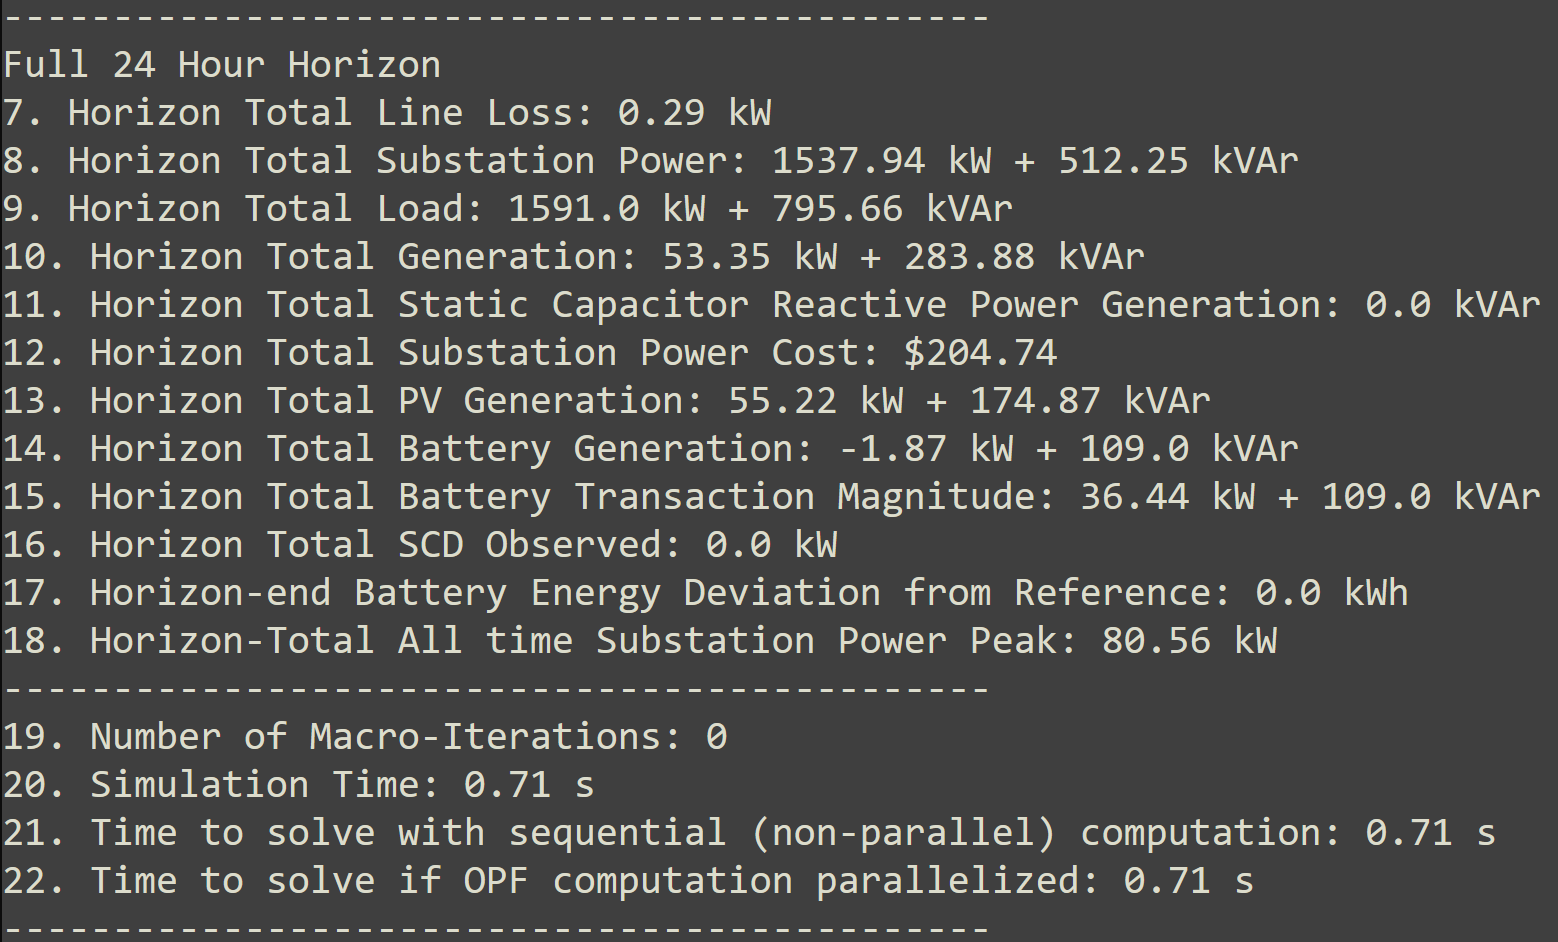 ---------------------------------------------
Full 24 Hour Horizon
7. Horizon Total Line Loss: 0.29 kW
8. Horizon Total Substation Power: 1537.94 kW + 512.25 kVAr
9. Horizon Total Load: 1591.0 kW + 795.66 kVAr
10. Horizon Total Generation: 53.35 kW + 283.88 kVAr
11. Horizon Total Static Capacitor Reactive Power Generation: 0.0 kVAr
12. Horizon Total Substation Power Cost: $204.74
13. Horizon Total PV Generation: 55.22 kW + 174.87 kVAr
14. Horizon Total Battery Generation: -1.87 kW + 109.0 kVAr
15. Horizon Total Battery Transaction Magnitude: 36.44 kW + 109.0 kVAr
16. Horizon Total SCD Observed: 0.0 kW
17. Horizon-end Battery Energy Deviation from Reference: 0.0 kWh
18. Horizon-Total All time Substation Power Peak: 80.56 kW
---------------------------------------------
19. Number of Macro-Iterations: 0
20. Simulation Time: 0.71 s
21. Time to solve with sequential (non-parallel) computation: 0.71 s
22. Time to solve if OPF computation parallelized: 0.71 s
---------------------------------------------